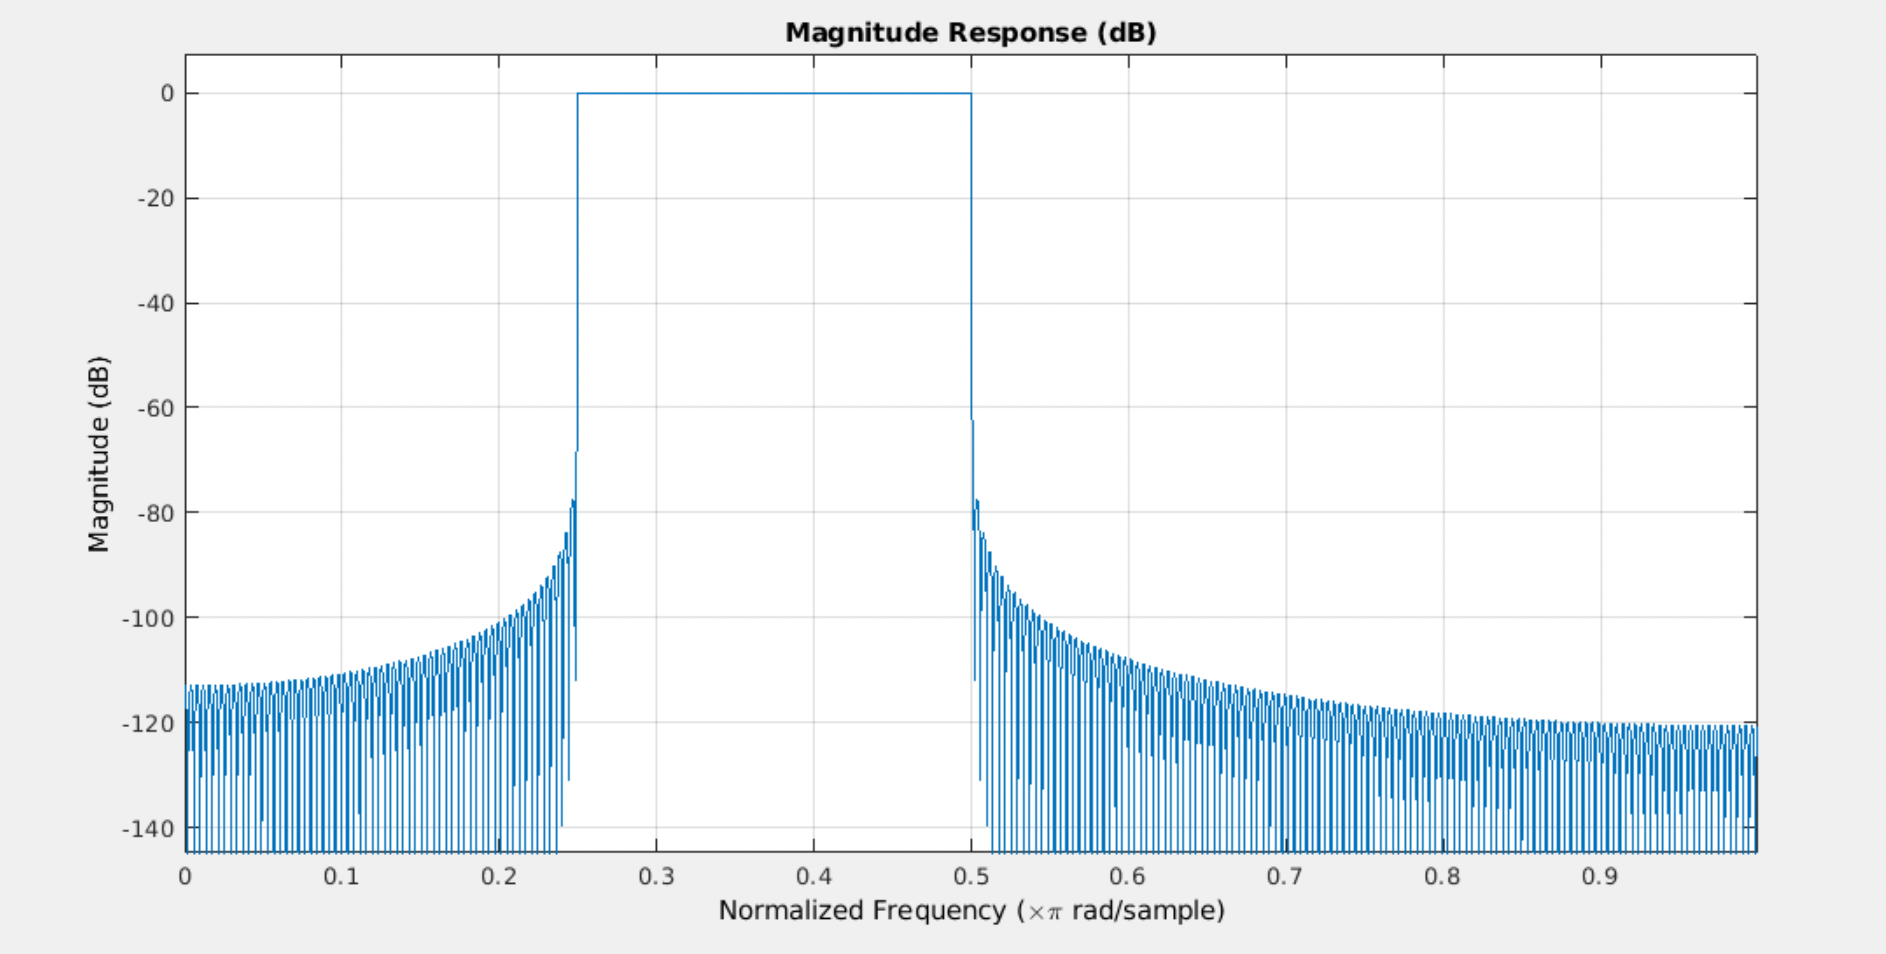 Magnitude Response (dB)
0
-20
-40
-60
-80
-100
-120
-140
Magnitude (dB)
0 0.1 0.2 0.3 0.4 0.5 0.6 0.7 0.8 0.9
Normalized Frequency (×π rad/sample)